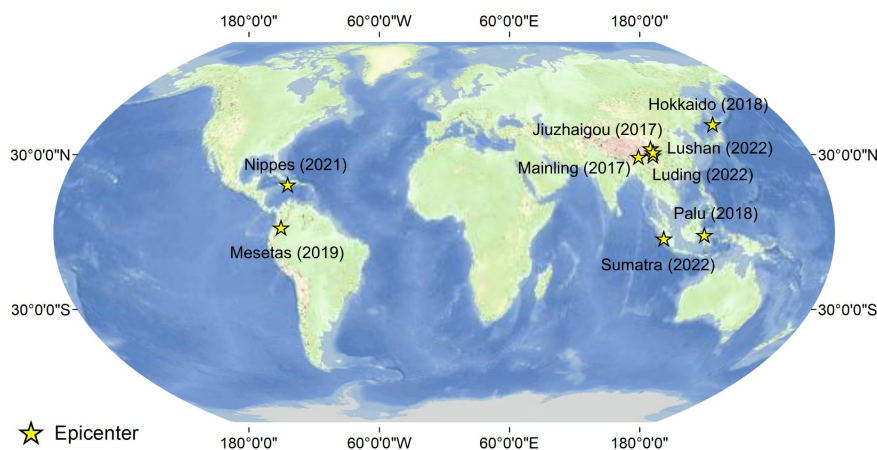 180°0'0" 60°0'0"W 60°0'0"E 180°0'0"
Hokkaido (2018)
Jiuzhaigou (2017)
Lushan (2022)
30°0'0"N 30°0'0"N
Nippes (2021)
Mainling (2017)
Luding (2022)
Palu (2018)
Mesetas (2019)
Sumatra (2022)
30°0'0"S 30°0'0"S
Epicenter
180°0'0" 60°0'0"W 60°0'0"E 180°0'0"